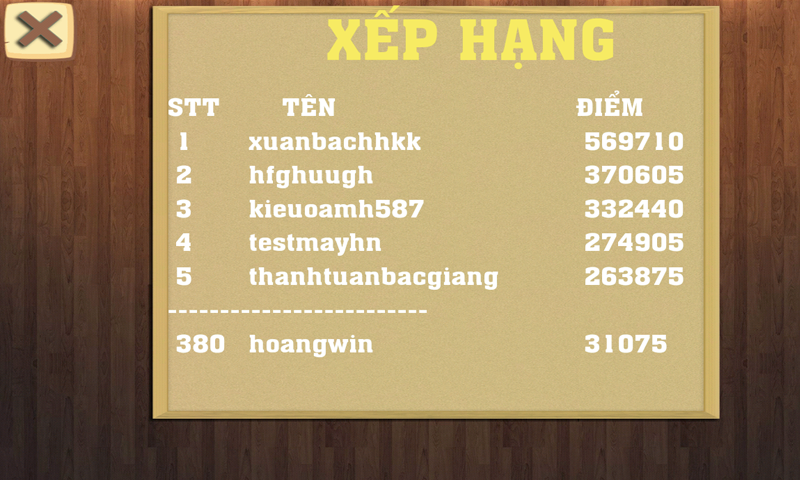 XẾP HẠNG
STT TÊN ĐIỂM
1 xuanbachhkk 569710
2 hfghuugh 370605
3 kieuoamh587 332440
4 testmayhn 274905
5 thanhtuanbacgiang 263875
--------------------------
380 hoangwin 31075